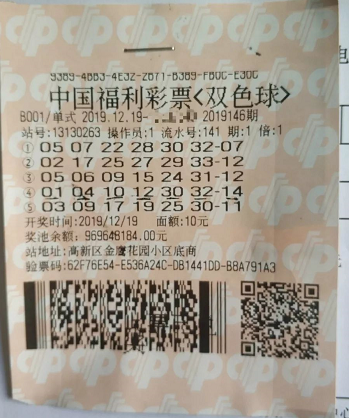 9389-4BB3-4E32-2B71-B389-FB0C-E30C
中国福利彩票<双色球>
B001/单式 2019.12.19- 2019146期
站号:13130263 操作员:1 流水号:141 期:1 倍:1
① 05 07 22 28 30 32-07
② 02 17 25 27 29 33-12
③ 05 06 09 15 24 31-12
④ 01 04 10 12 30 32-14
⑤ 03 09 17 19 25 30-11
开奖时间:2019/12/19 面额:10元
奖池余额: 969648184.00元
站地址:高新区金鹰花园小区底商
验票码:62F76E54-E536A24C-DB1441DD-B8A791A3